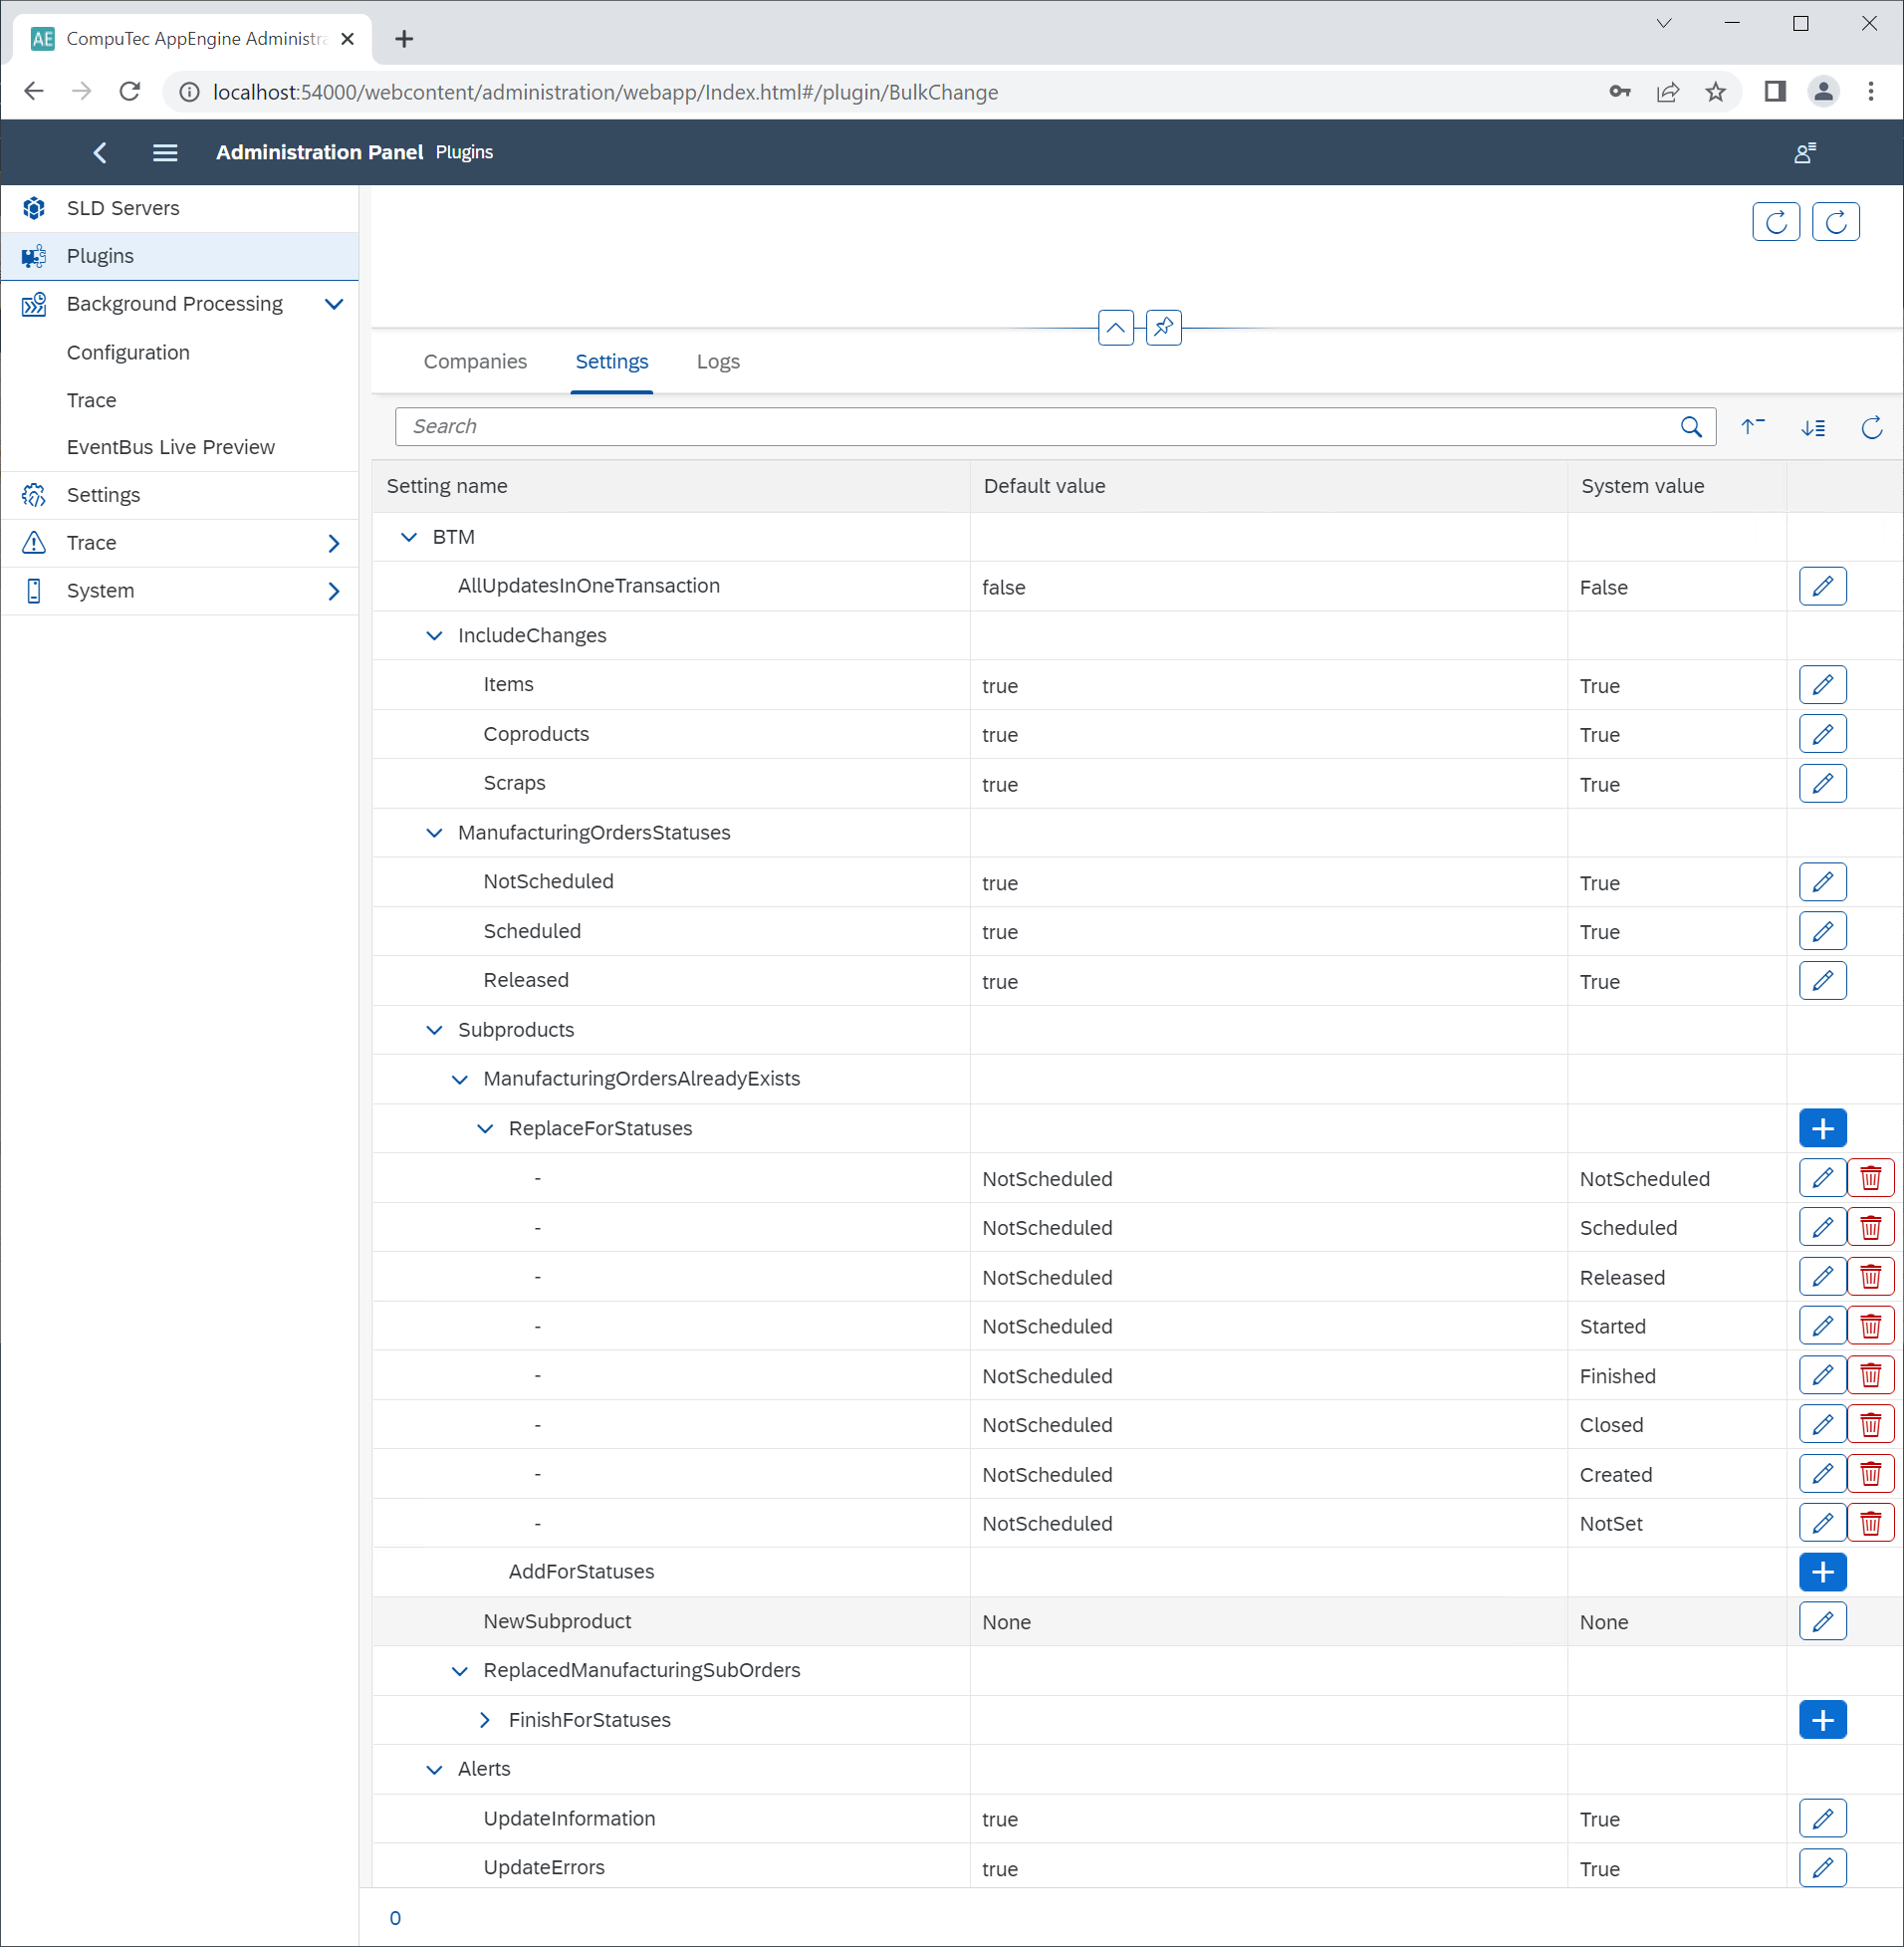 AE CompuTec AppEngine Administra
localhost:54000/webcontent/administration/webapp/Index.html#/plugin/BulkChange
Administration Panel Plugins
SLD Servers
Plugins
Background Processing
Configuration
Trace
EventBus Live Preview
Settings
Trace
System
Companies Settings Logs
Search
Setting name Default value System value
BTM
AllUpdatesInOneTransaction false False
IncludeChanges
Items true True
Coproducts true True
Scraps true True
ManufacturingOrdersStatuses
NotScheduled true True
Scheduled true True
Released true True
Subproducts
ManufacturingOrdersAlreadyExists
ReplaceForStatuses
- NotScheduled NotScheduled
- NotScheduled Scheduled
- NotScheduled Released
- NotScheduled Started
- NotScheduled Finished
- NotScheduled Closed
- NotScheduled Created
- NotScheduled NotSet
AddForStatuses
NewSubproduct None None
ReplacedManufacturingSubOrders
FinishForStatuses
Alerts
UpdateInformation true True
UpdateErrors true True
0